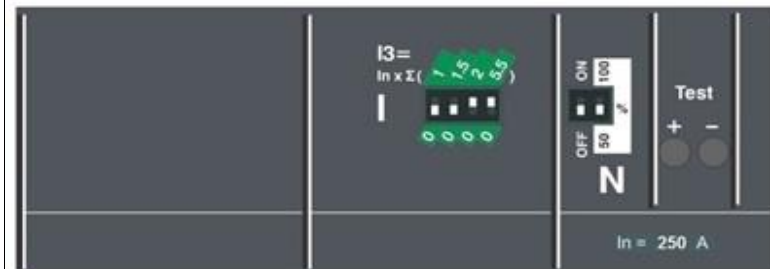 I3=
In x Σ( 1 1.5 2 5.5 )
I
0 0 0 0
ON 100
%
OFF 50
N
Test
+ -
In = 250 A